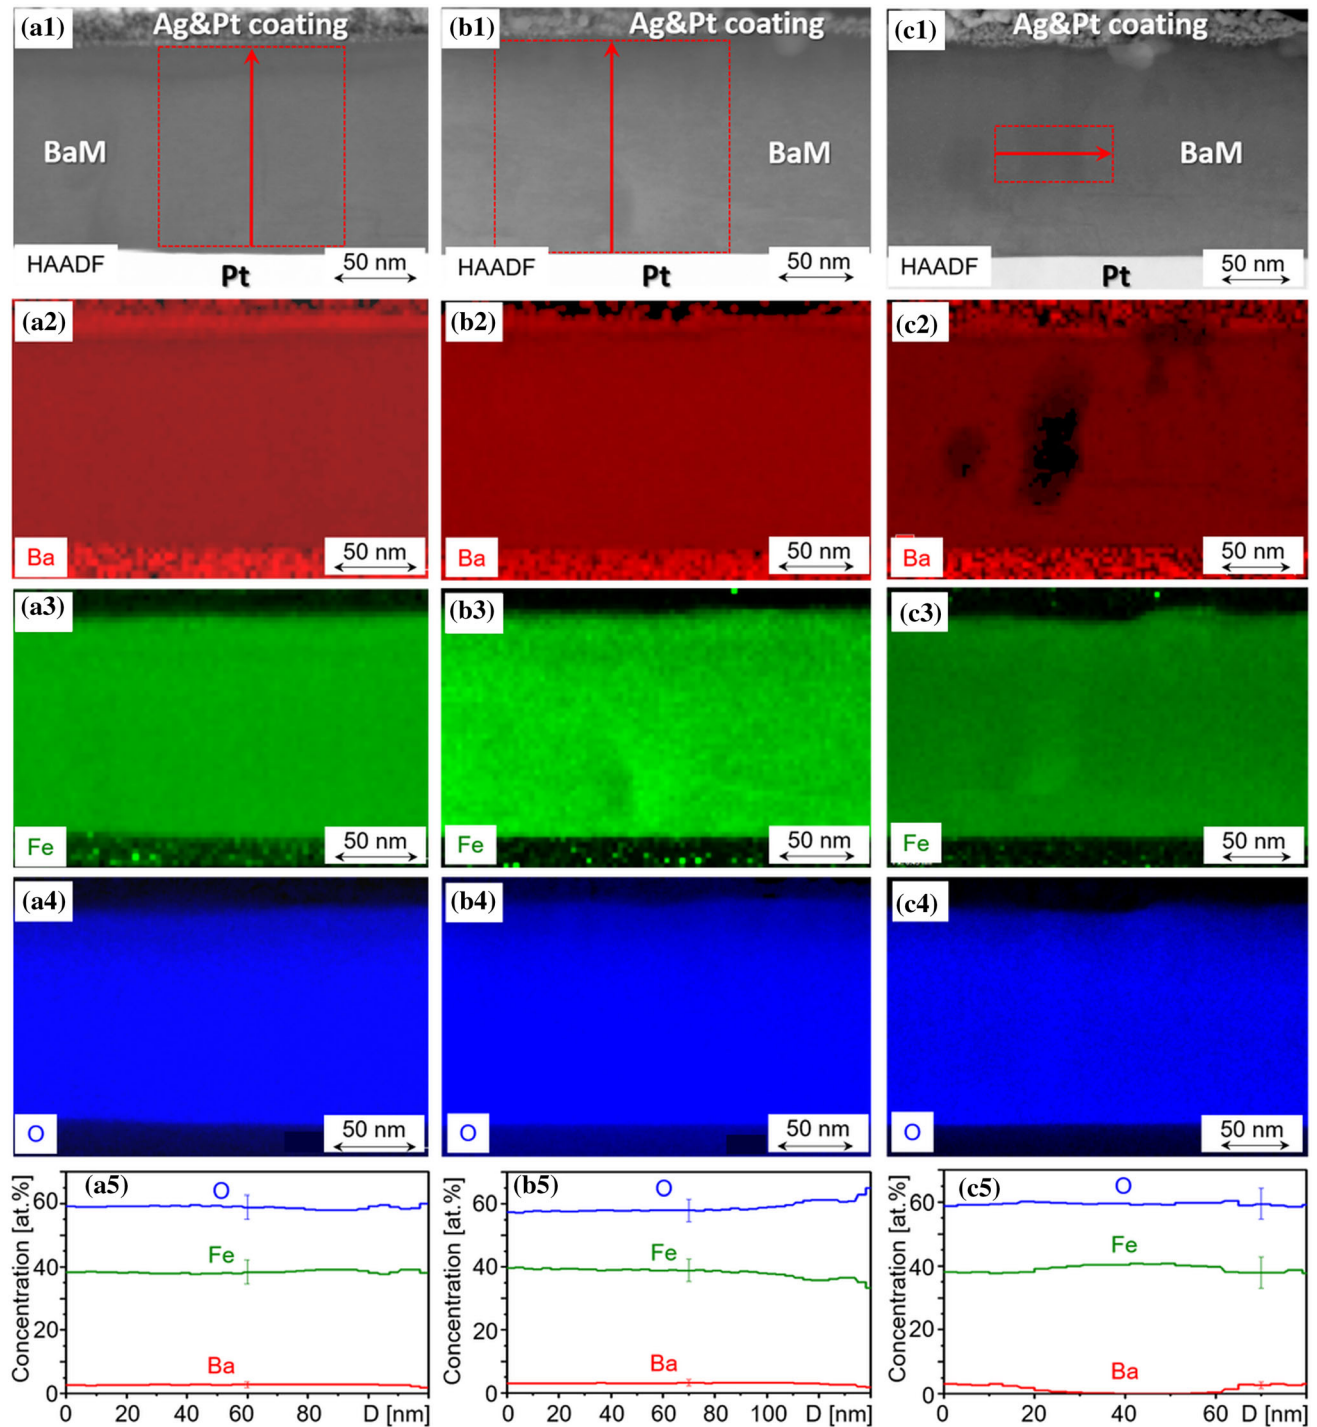 (a1) Ag&Pt coating
BaM
HAADF
Pt
50 nm
(b1) Ag&Pt coating
BaM
HAADF
Pt
50 nm
(c1) Ag&Pt coating
BaM
HAADF
Pt
50 nm
(a2)
Ba
50 nm
(b2)
Ba
50 nm
(c2)
Ba
50 nm
(a3)
Fe
50 nm
(b3)
Fe
50 nm
(c3)
Fe
50 nm
(a4)
O
50 nm
(b4)
O
50 nm
(c4)
O
50 nm
(a5)
Concentration [at.%]
60
40
20
0
O
Fe
Ba
0 20 40 60 80 D [nm]
(b5)
Concentration [at.%]
60
40
20
0
O
Fe
Ba
0 20 40 60 80 100 D [nm]
(c5)
Concentration [at.%]
60
40
20
0
O
Fe
Ba
0 20 40 60 D [nm]